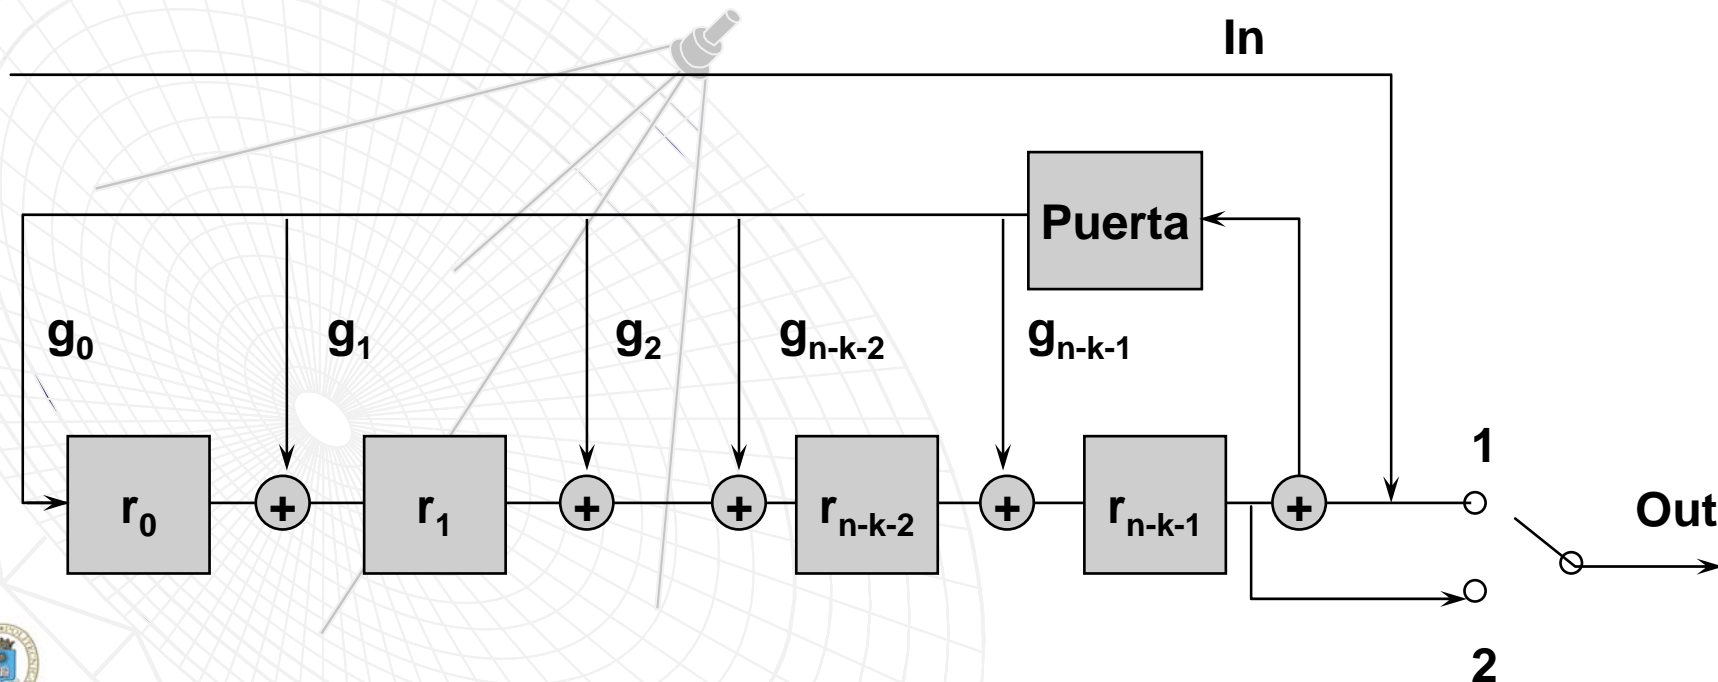 In
Puerta
g0
g1
g2
gn-k-2
gn-k-1
r0
+
r1
+
+
rn-k-2
+
rn-k-1
+
1
Out
2